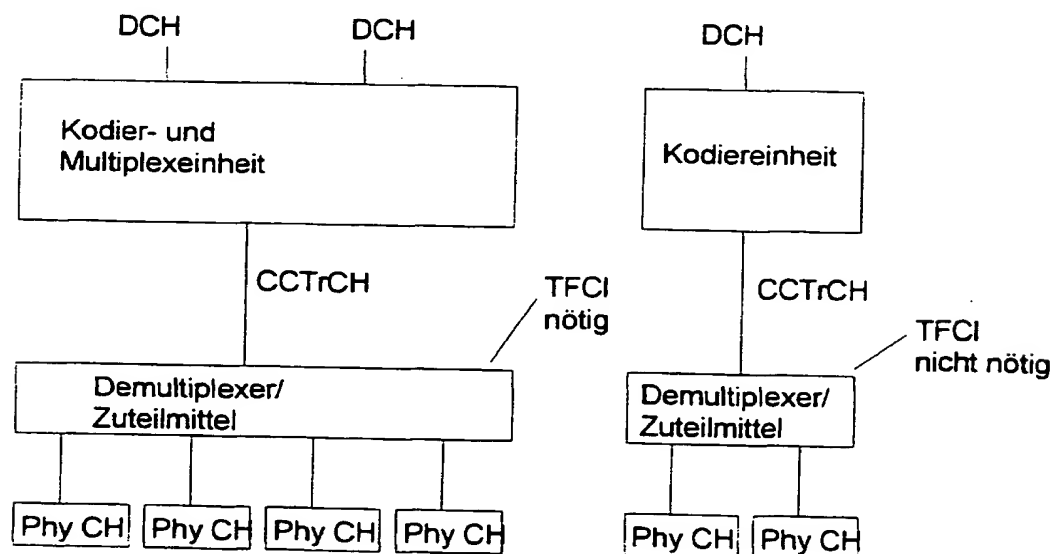 DCH
DCH
Kodier- und
Multiplexeinheit
CCTrCH
TFCI
nötig
Demultiplexer/
Zuteilmittel
Phy CH
Phy CH
Phy CH
Phy CH
DCH
Kodiereinheit
CCTrCH
TFCI
nicht nötig
Demultiplexer/
Zuteilmittel
Phy CH
Phy CH